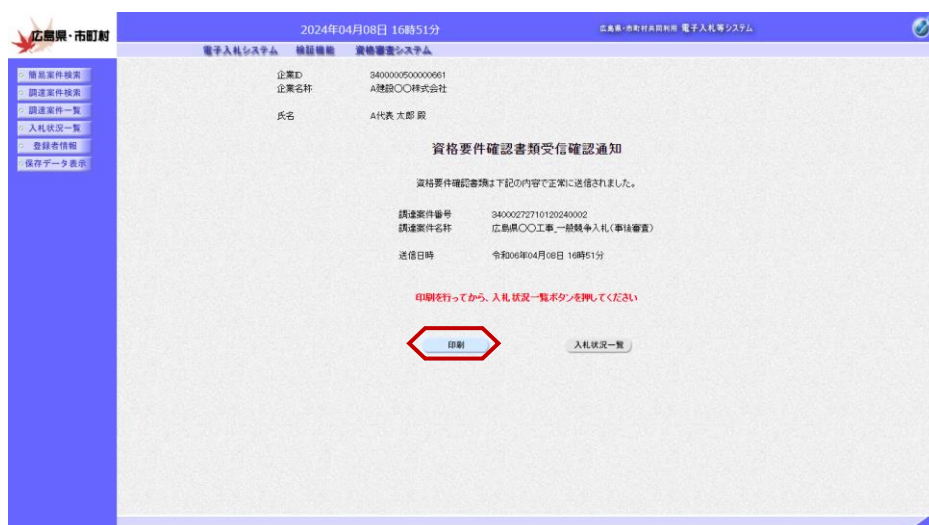 広島県・市町村
2024年04月08日 16時51分
広島県・市町村共同利用 電子入札等システム
電子入札システム 検証機能 資格審査システム
簡易案件検索
調達案件検索
調達案件一覧
入札状況一覧
登録者情報
保存データ表示
企業ID 3400000500000661
企業名称 A建設〇〇株式会社
氏名 A代表 太郎 殿
資格要件確認書類受信確認通知
資格要件確認書類は下記の内容で正常に送信されました。
調達案件番号 34000272710120240002
調達案件名称 広島県〇〇工事_一般競争入札(事後審査)
送信日時 令和06年04月08日 16時51分
印刷を行ってから、入札状況一覧ボタンを押してください
印刷 入札状況一覧